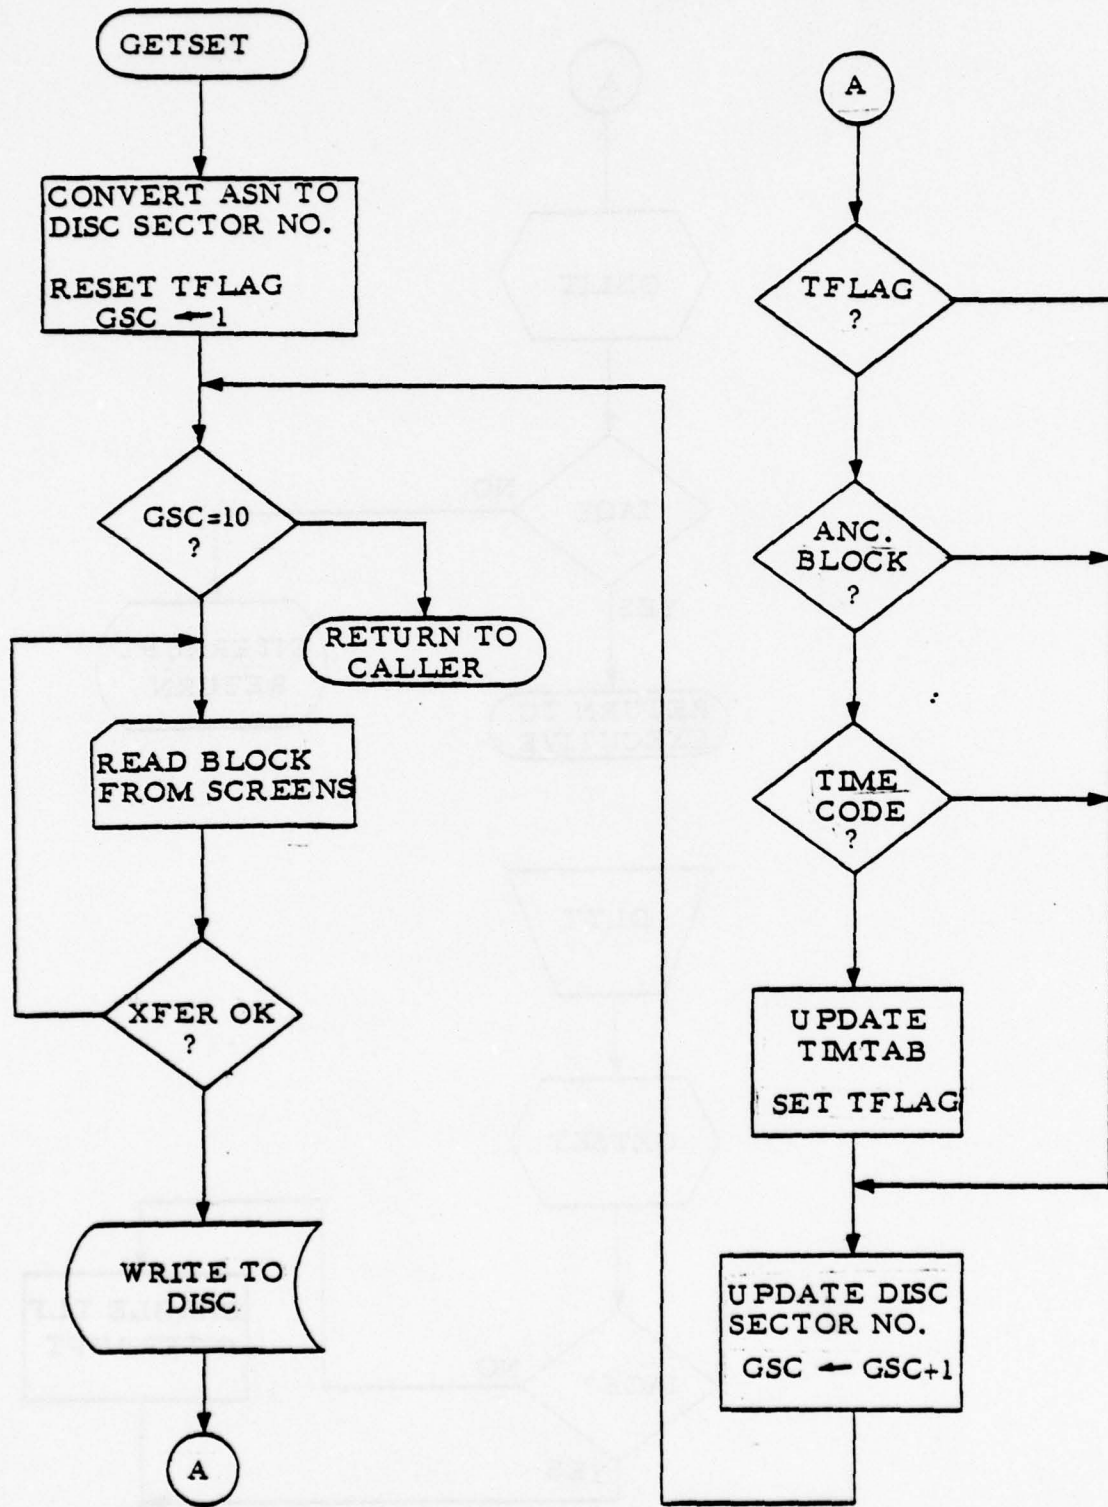 GETSET
CONVERT ASN TO
DISC SECTOR NO.
RESET TFLAG
GSC ← 1
GSC=10
?
RETURN TO
CALLER
READ BLOCK
FROM SCREENS
XFER OK
?
WRITE TO
DISC
A
A
TFLAG
?
ANC.
BLOCK
?
TIME
CODE
?
UPDATE
TIMTAB
SET TFLAG
UPDATE DISC
SECTOR NO.
GSC ← GSC+1